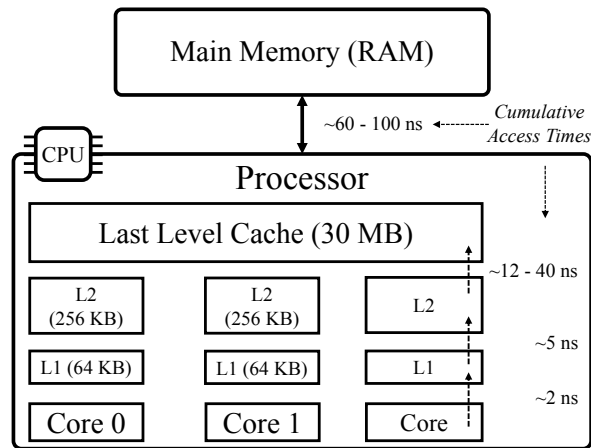 Main Memory (RAM)
~60 - 100 ns
Cumulative
Access Times
CPU
Processor
Last Level Cache (30 MB)
~12 - 40 ns
L2
(256 KB)
L2
(256 KB)
L2
~5 ns
L1 (64 KB)
L1 (64 KB)
L1
~2 ns
Core 0
Core 1
Core